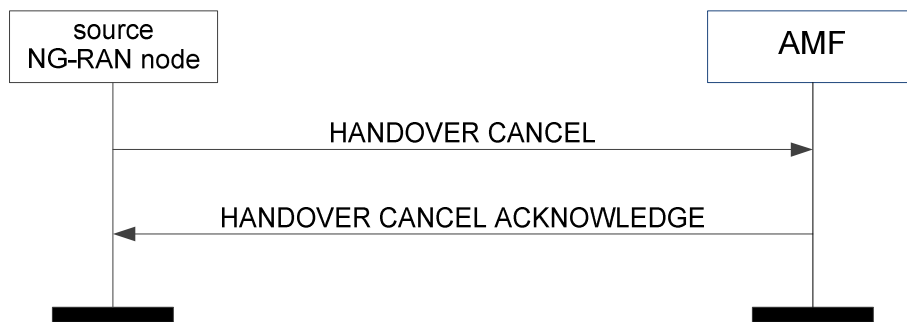 source
NG-RAN node
AMF
HANDOVER CANCEL
HANDOVER CANCEL ACKNOWLEDGE